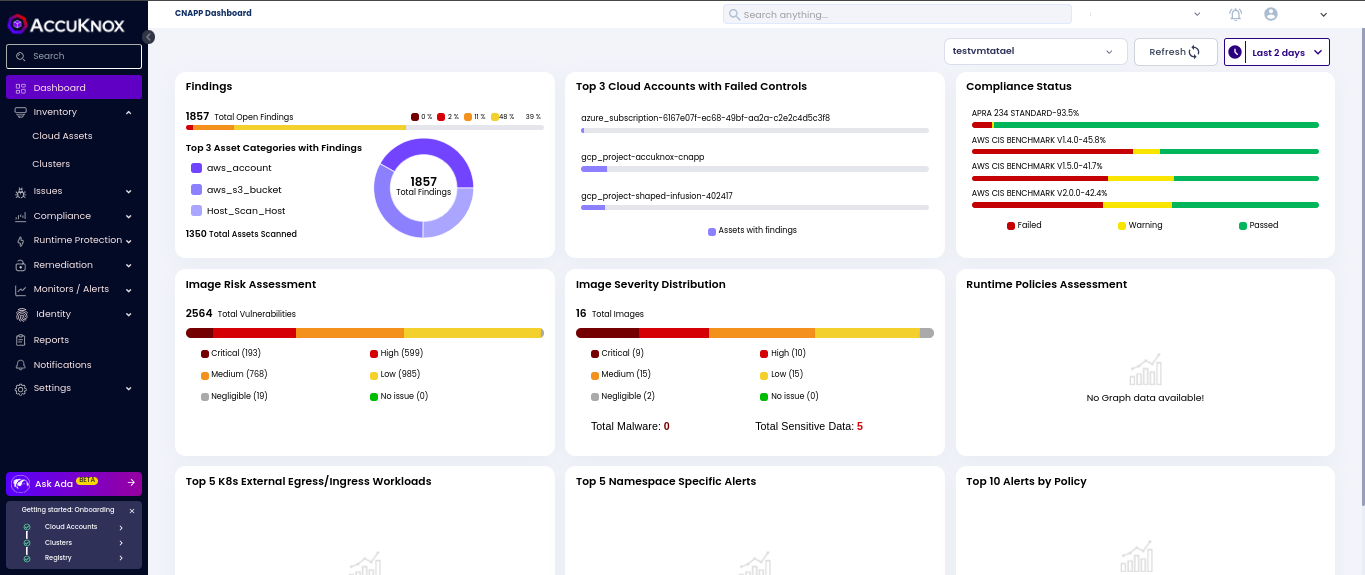 ACCUKNOX
CNAPP Dashboard
Search anything...
Search
testvmtatael
Refresh
Last 2 days
Dashboard
Inventory
Cloud Assets
Clusters
Issues
Compliance
Runtime Protection
Remediation
Monitors / Alerts
Identity
Reports
Notifications
Settings
Ask Ada BETA
Getting started: Onboarding
Cloud Accounts
Clusters
Registry
Findings
1857 Total Open Findings
0 % 2 % 11 % 48 % 39 %
Top 3 Asset Categories with Findings
aws_account
aws_s3_bucket
Host_Scan_Host
1350 Total Assets Scanned
1857
Total Findings
Top 3 Cloud Accounts with Failed Controls
azure_subscription-6167e07f-ec68-49bf-aa2a-c2e2c4d5c3f8
gcp_project-accuknox-cnapp
gcp_project-shaped-infusion-402417
Assets with findings
Compliance Status
APRA 234 STANDARD-93.5%
AWS CIS BENCHMARK V1.4.0-45.8%
AWS CIS BENCHMARK V1.5.0-41.7%
AWS CIS BENCHMARK V2.0.0-42.4%
Failed Warning Passed
Image Risk Assessment
2564 Total Vulnerabilities
Critical (193) High (599)
Medium (768) Low (985)
Negligible (19) No issue (0)
Image Severity Distribution
16 Total Images
Critical (9) High (10)
Medium (15) Low (15)
Negligible (2) No issue (0)
Total Malware: 0 Total Sensitive Data: 5
Runtime Policies Assessment
No Graph data available!
Top 5 K8s External Egress/Ingress Workloads
Top 5 Namespace Specific Alerts
Top 10 Alerts by Policy